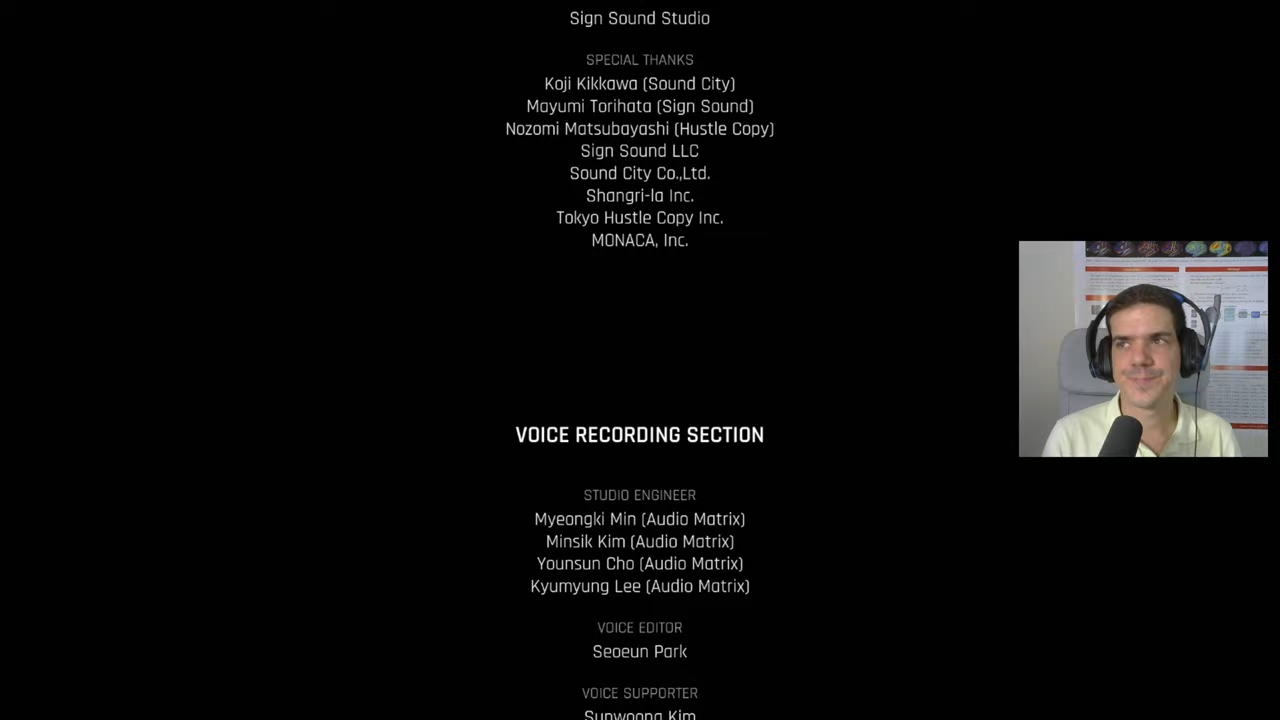 Sign Sound Studio
SPECIAL THANKS
Koji Kikkawa (Sound City)
Mayumi Torihata (Sign Sound)
Nozomi Matsubayashi (Hustle Copy)
Sign Sound LLC
Sound City Co.,Ltd.
Shangri-la Inc.
Tokyo Hustle Copy Inc.
MONACA, Inc.
VOICE RECORDING SECTION
STUDIO ENGINEER
Myeongki Min (Audio Matrix)
Minsik Kim (Audio Matrix)
Younsun Cho (Audio Matrix)
Kyumyung Lee (Audio Matrix)
VOICE EDITOR
Seoeun Park
VOICE SUPPORTER
Sunwoong Kim